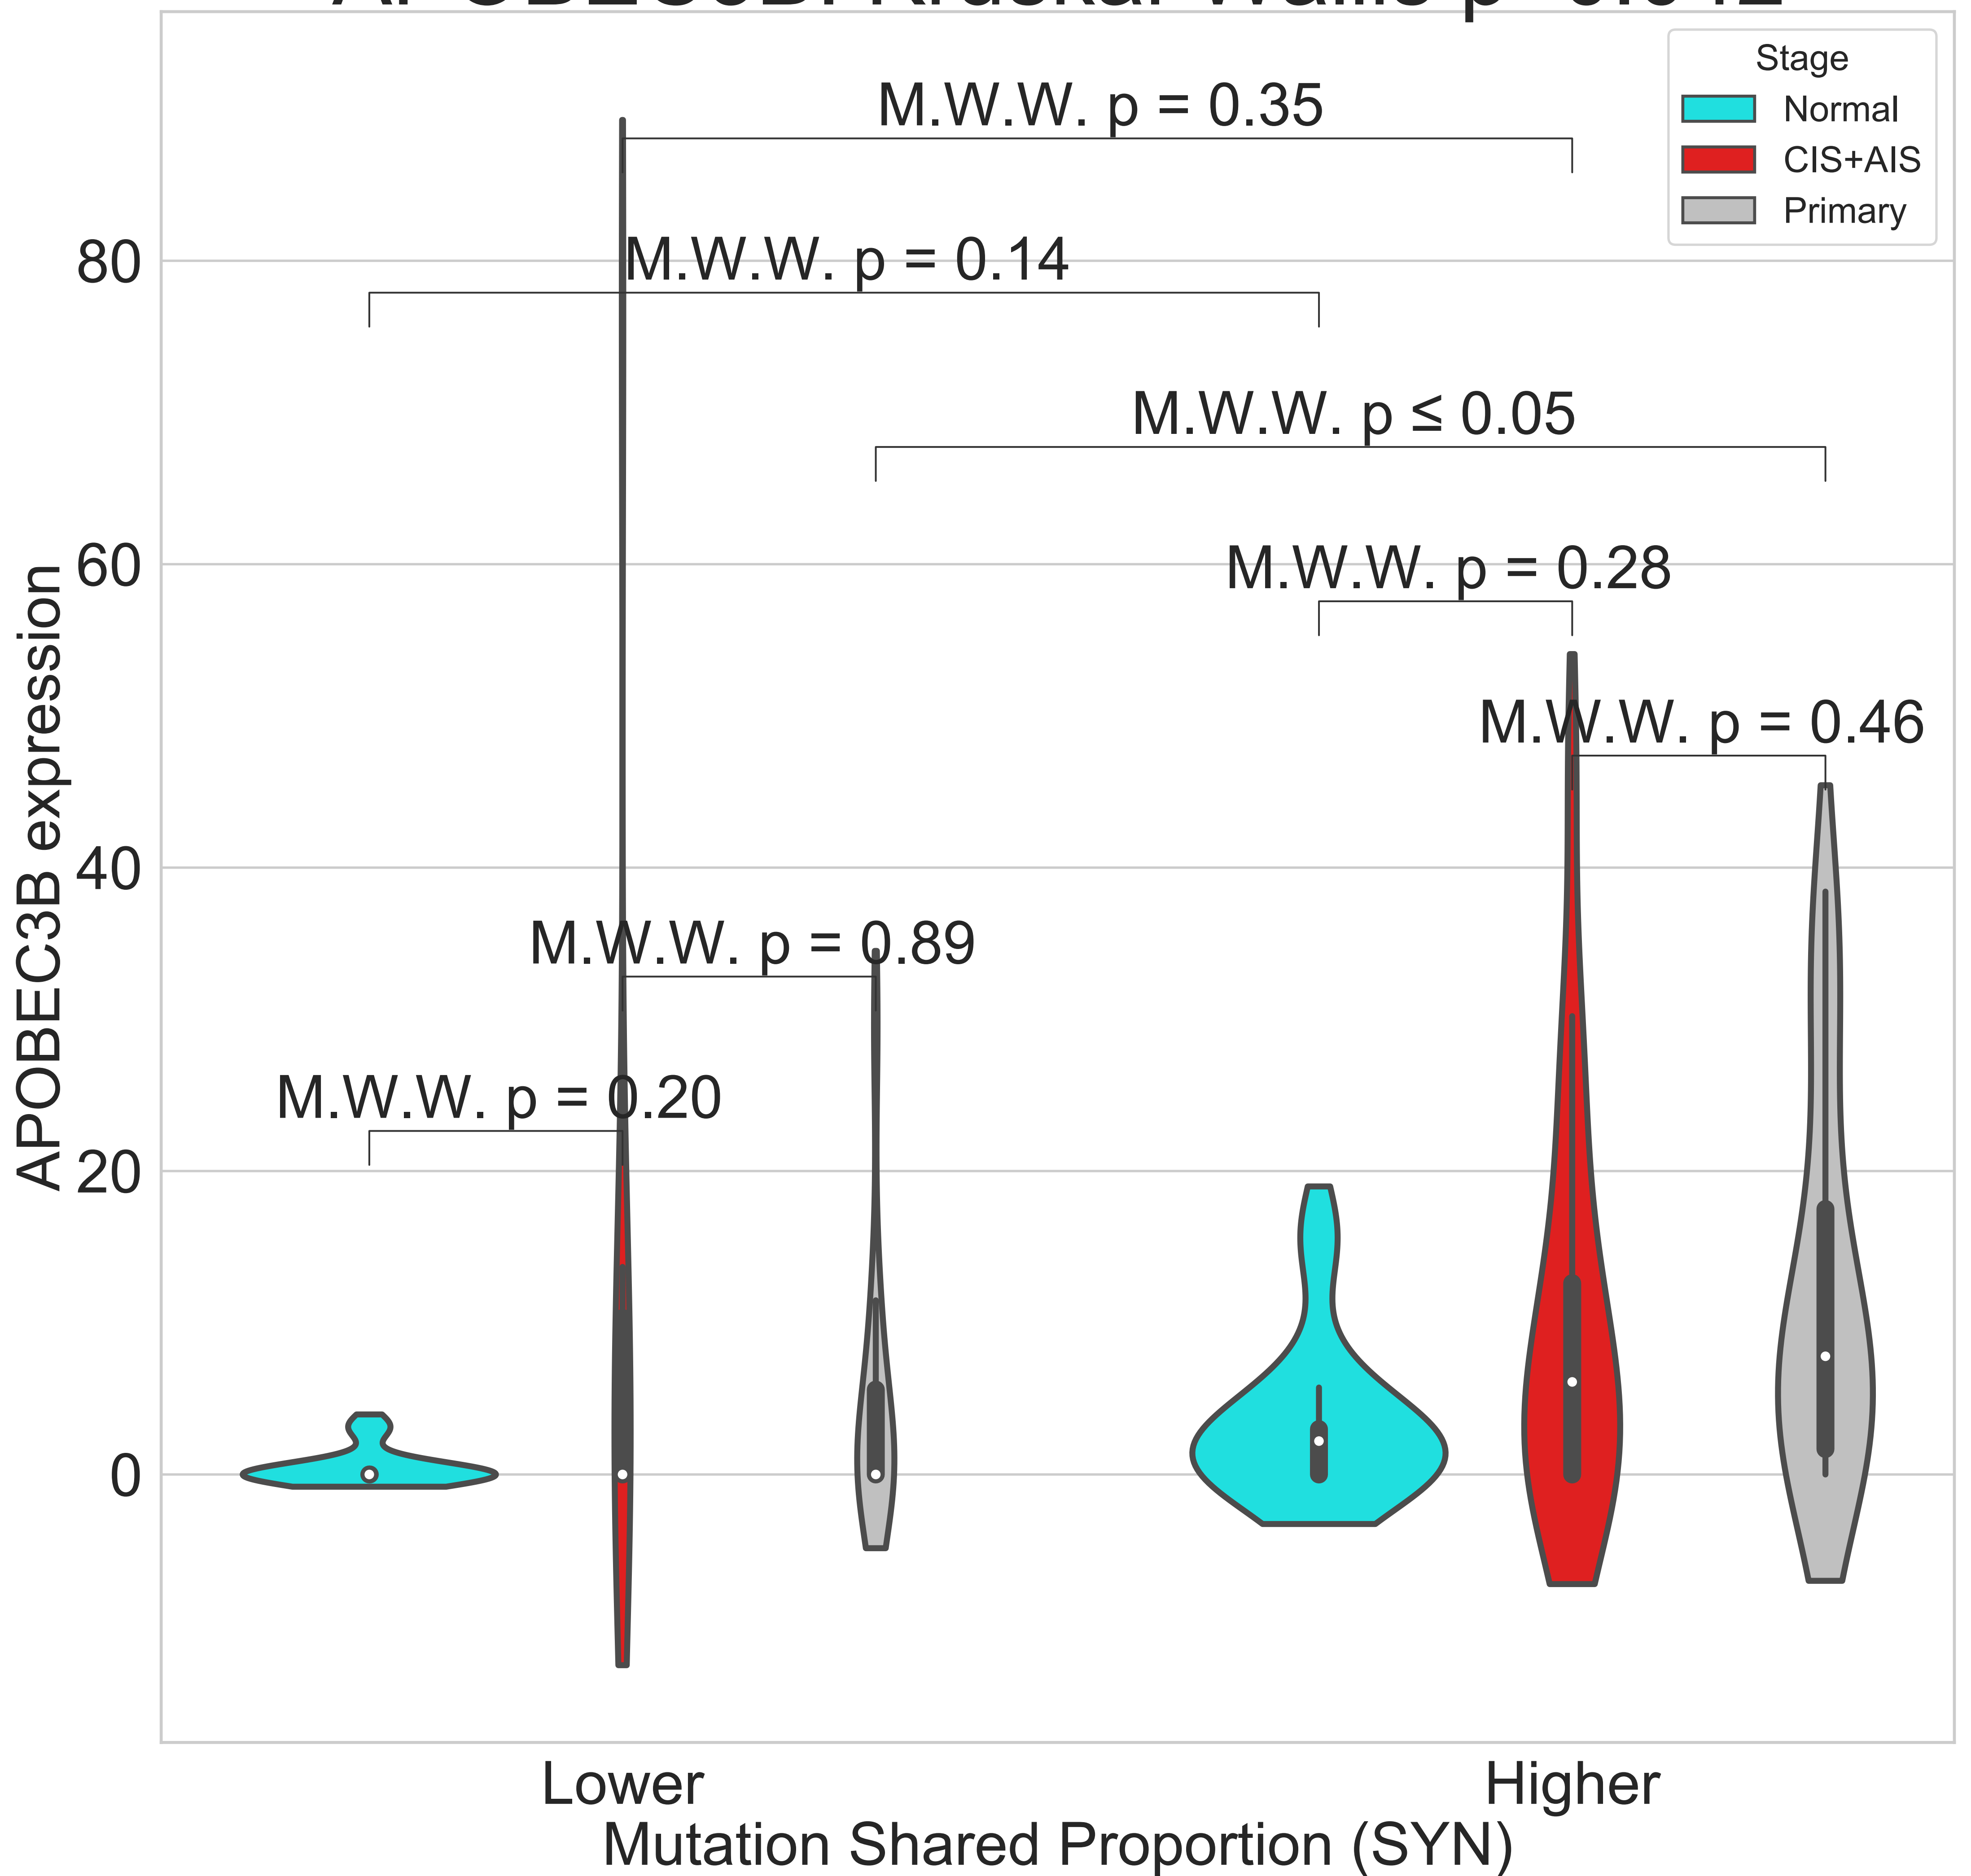 Stage
Normal
CIS+AIS
Primary
M.W.W. p = 0.35
M.W.W. p = 0.14
M.W.W. p ≤ 0.05
M.W.W. p = 0.28
M.W.W. p = 0.46
M.W.W. p = 0.89
M.W.W. p = 0.20
APOBEC3B expression
80
60
40
20
0
Lower
Higher
Mutation Shared Proportion (SYN)